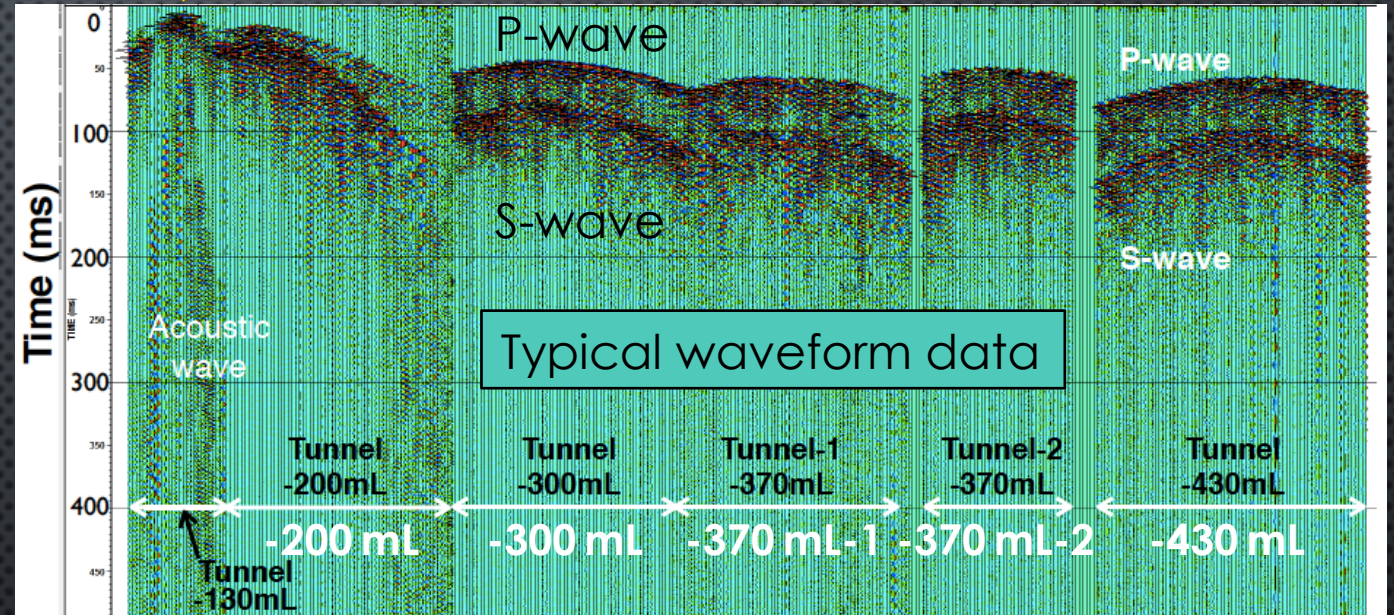 0
50
100
150
200
250
300
350
400
450
Time (ms)
TIME (ms)
P-wave
P-wave
S-wave
S-wave
Acoustic
wave
Typical waveform data
Tunnel
-200mL
Tunnel
-300mL
Tunnel-1
-370mL
Tunnel-2
-370mL
Tunnel
-430mL
-200 mL
-300 mL
-370 mL-1
-370 mL-2
-430 mL
Tunnel
-130mL